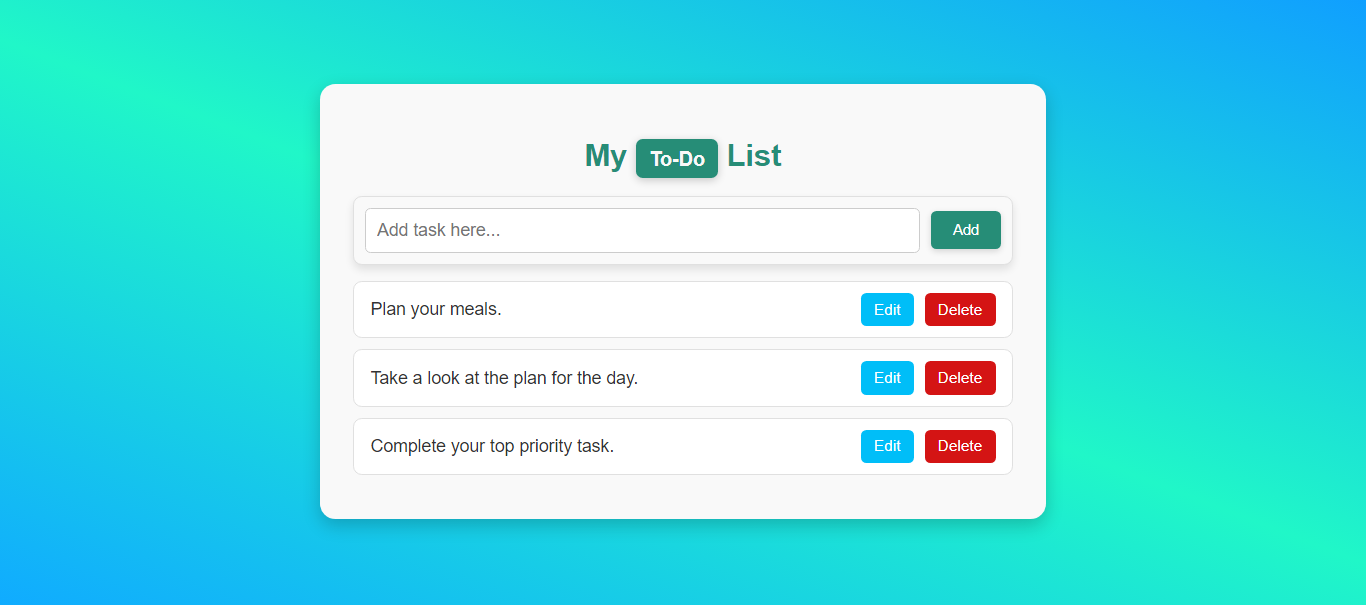 My To-Do List
Add task here... Add
Plan your meals. Edit Delete
Take a look at the plan for the day. Edit Delete
Complete your top priority task. Edit Delete